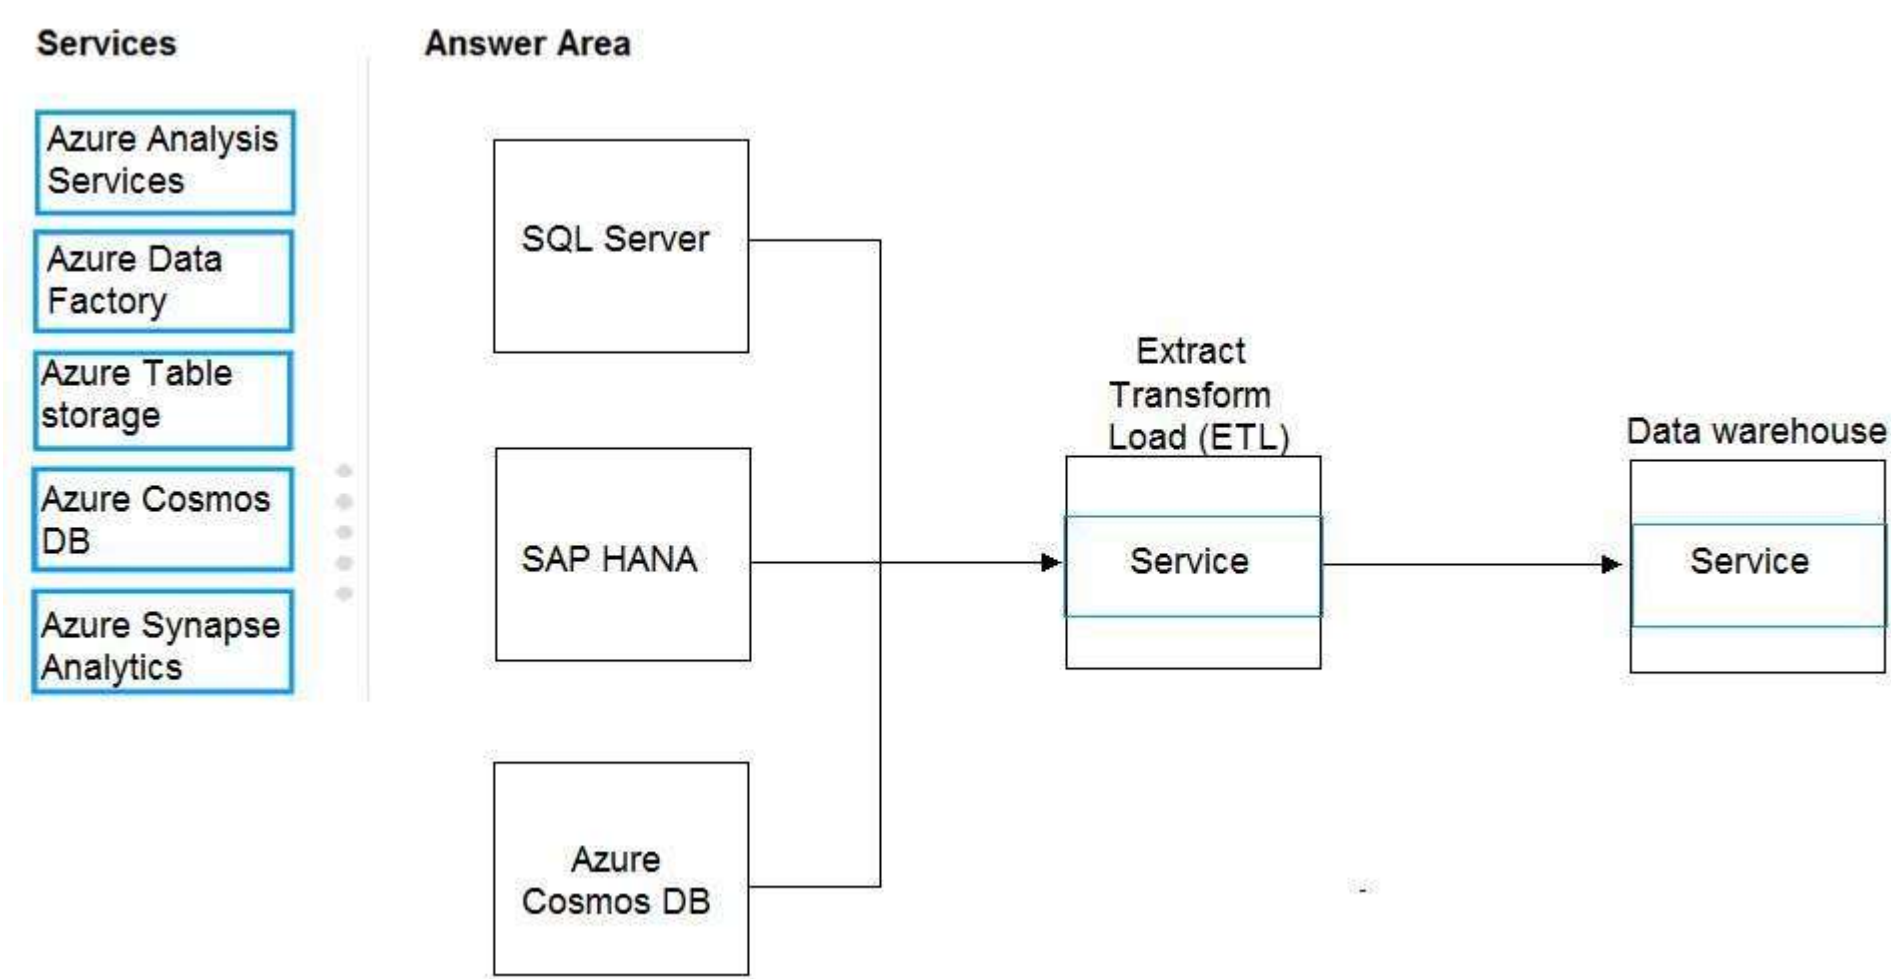 Services
Answer Area
Azure Analysis
Services
Azure Data
Factory
Azure Table
storage
Azure Cosmos
DB
Azure Synapse
Analytics
SQL Server
SAP HANA
Azure
Cosmos DB
Extract
Transform
Load (ETL)
Service
Data warehouse
Service